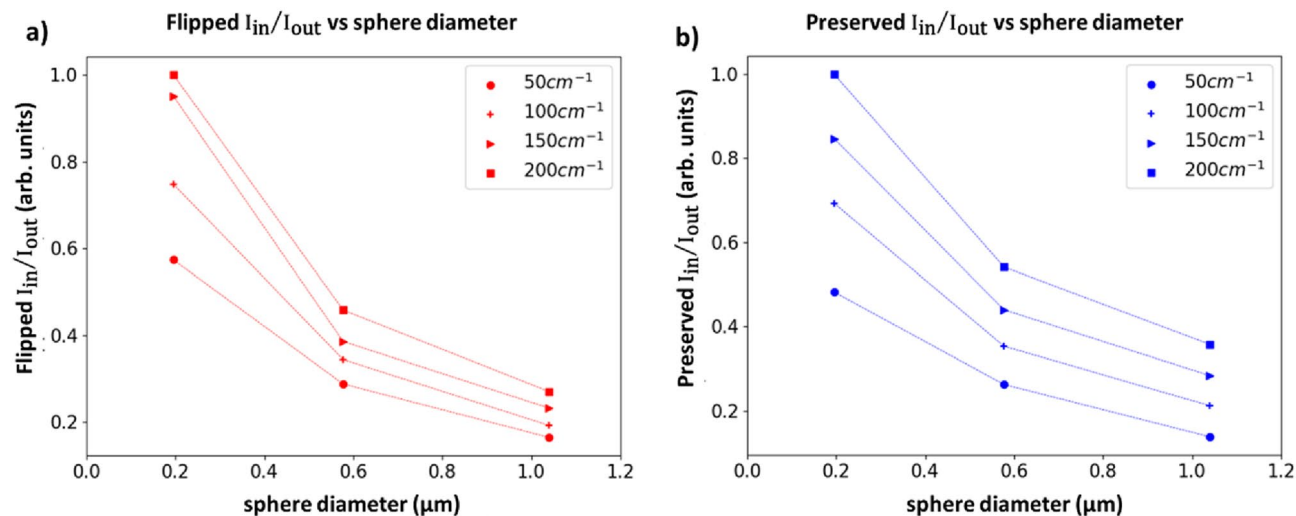 a)
Flipped I_in/I_out vs sphere diameter
Flipped I_in/I_out (arb. units)
1.0
0.8
0.6
0.4
0.2
50cm⁻¹
100cm⁻¹
150cm⁻¹
200cm⁻¹
0.0 0.2 0.4 0.6 0.8 1.0 1.2
sphere diameter (μm)
b)
Preserved I_in/I_out vs sphere diameter
Preserved I_in/I_out (arb. units)
1.0
0.8
0.6
0.4
0.2
50cm⁻¹
100cm⁻¹
150cm⁻¹
200cm⁻¹
0.0 0.2 0.4 0.6 0.8 1.0 1.2
sphere diameter (μm)